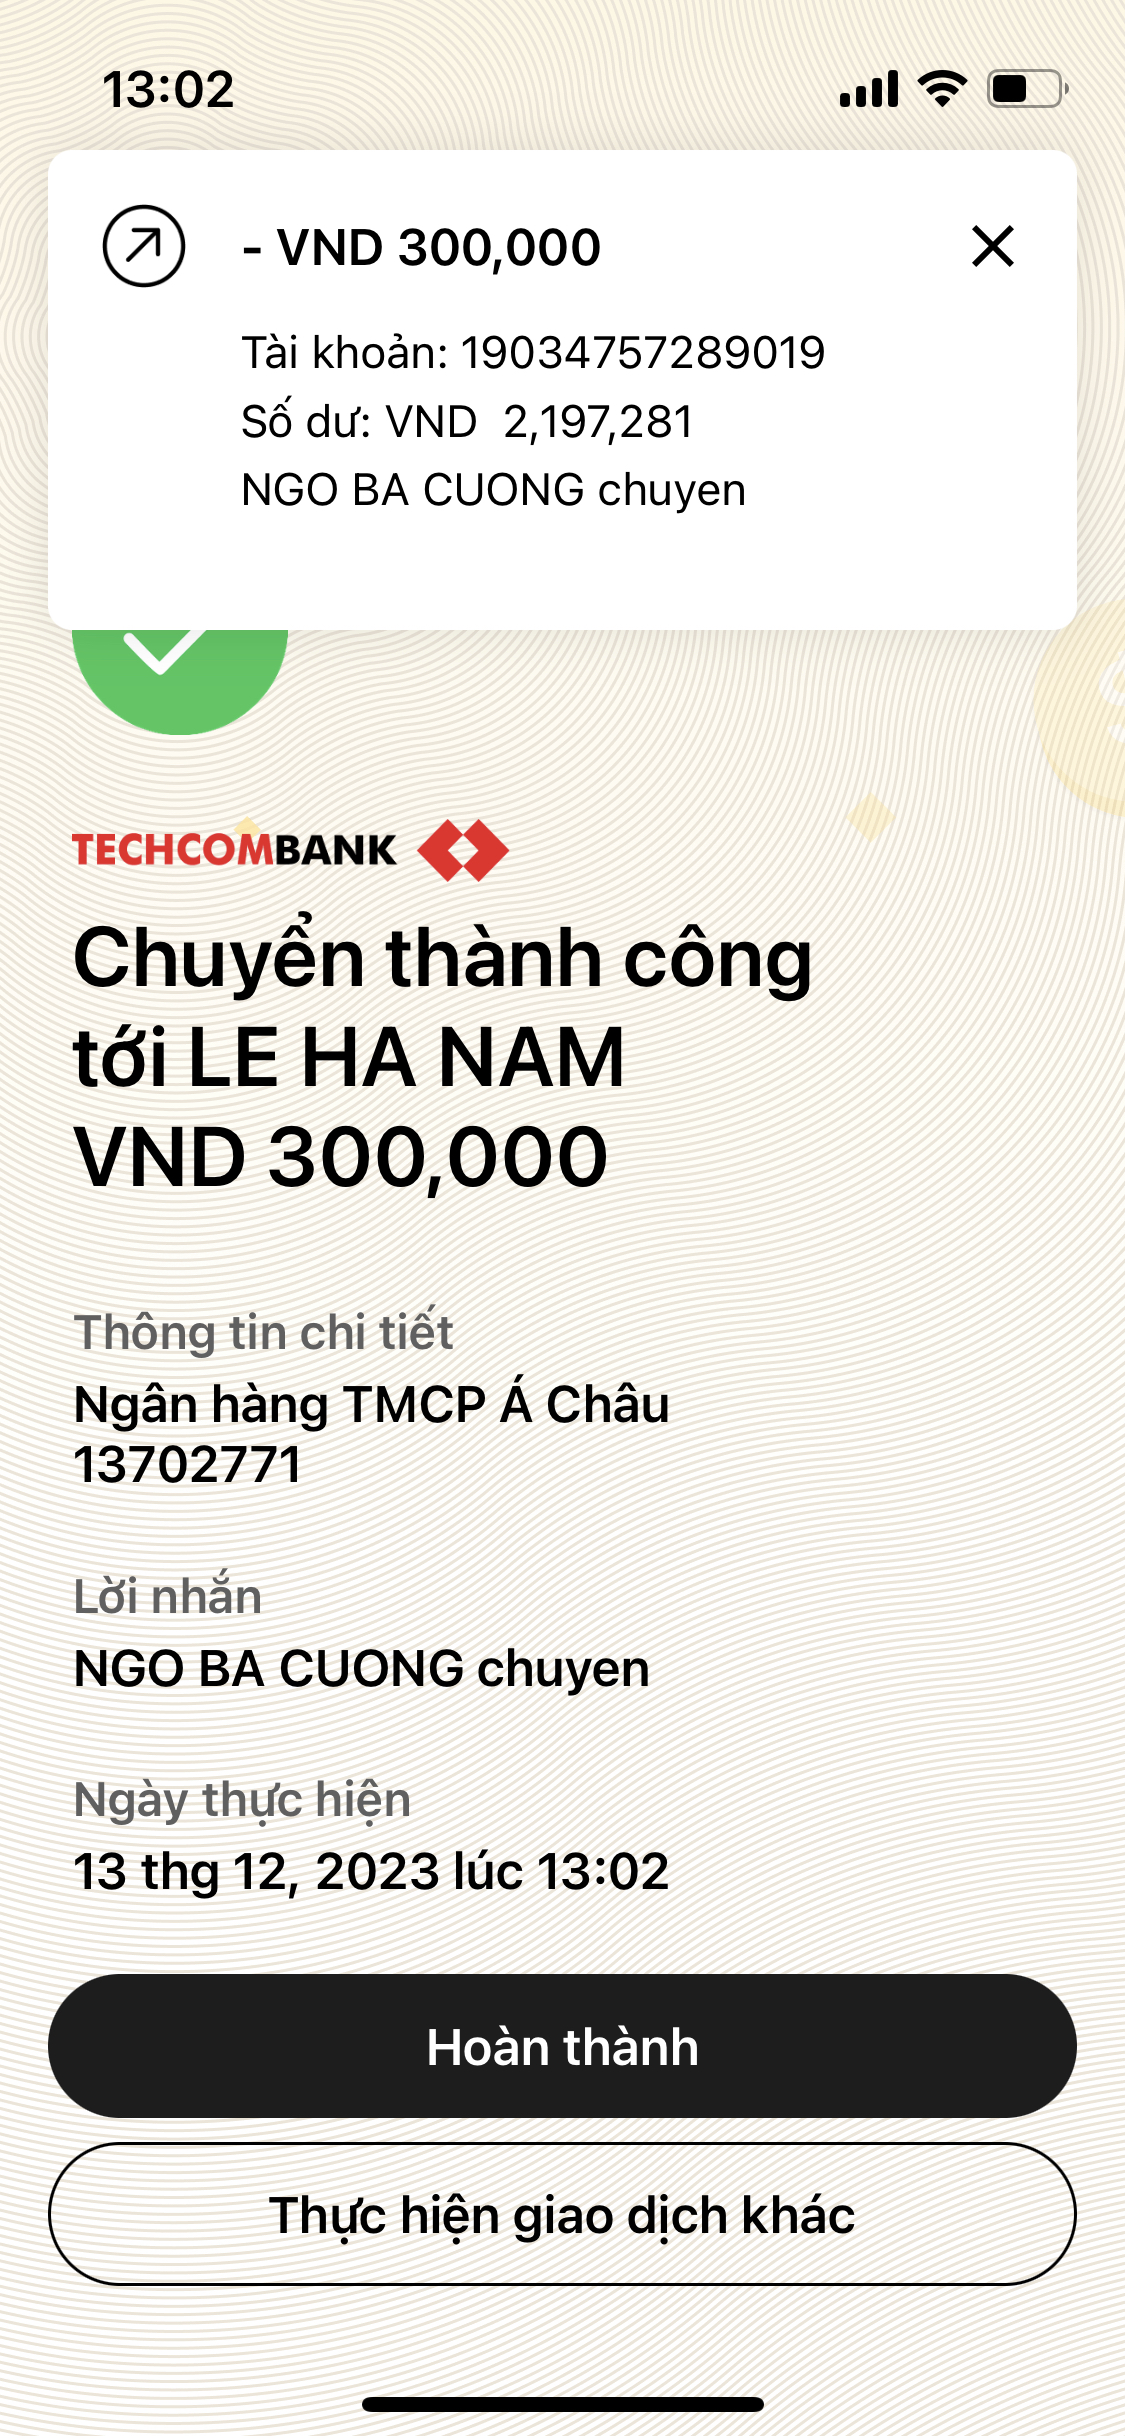 13:02
- VND 300,000
Tài khoản: 19034757289019
Số dư: VND  2,197,281
NGO BA CUONG chuyen
TECHCOMBANK
Chuyển thành công
tới LE HA NAM
VND 300,000
Thông tin chi tiết
Ngân hàng TMCP Á Châu
13702771
Lời nhắn
NGO BA CUONG chuyen
Ngày thực hiện
13 thg 12, 2023 lúc 13:02
Hoàn thành
Thực hiện giao dịch khác